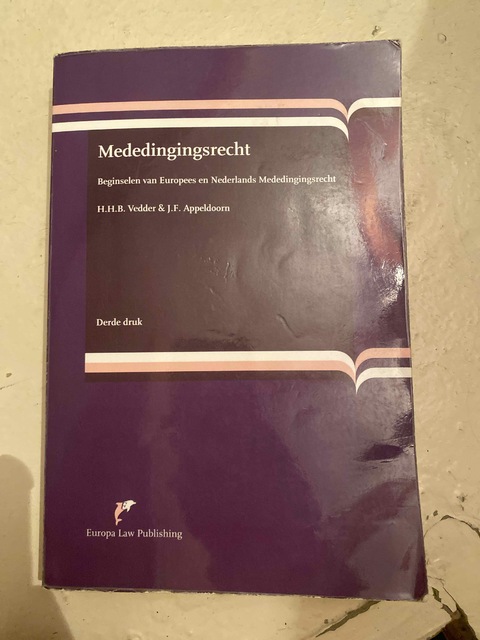 Mededingingsrecht
Beginselen van Europees en Nederlands Mededingingsrecht
H.H.B. Vedder & J.F. Appeldoorn
Derde druk
Europa Law Publishing